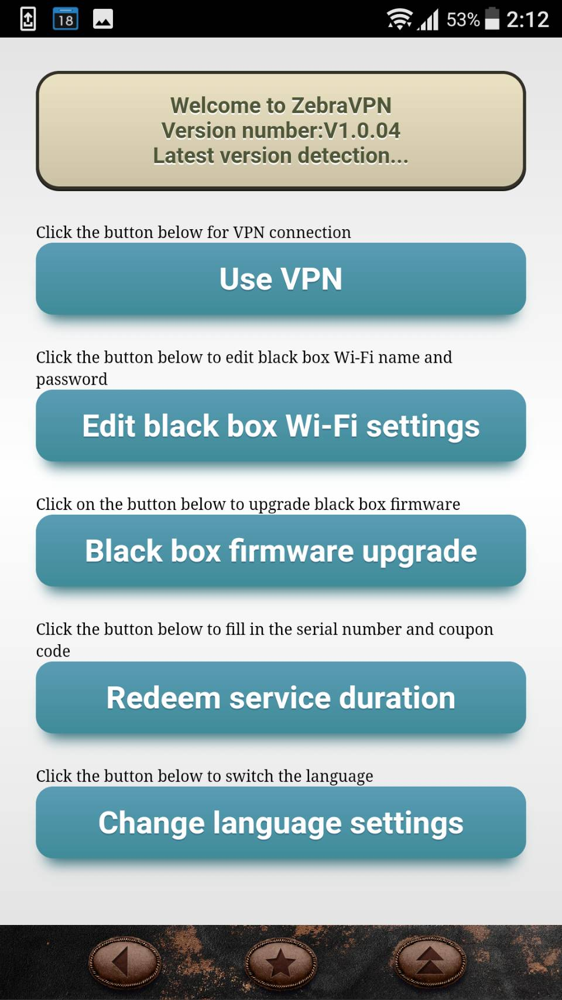 18
53%
2:12
Welcome to ZebraVPN
Version number:V1.0.04
Latest version detection...
Click the button below for VPN connection
Use VPN
Click the button below to edit black box Wi-Fi name and
password
Edit black box Wi-Fi settings
Click on the button below to upgrade black box firmware
Black box firmware upgrade
Click the button below to fill in the serial number and coupon
code
Redeem service duration
Click the button below to switch the language
Change language settings